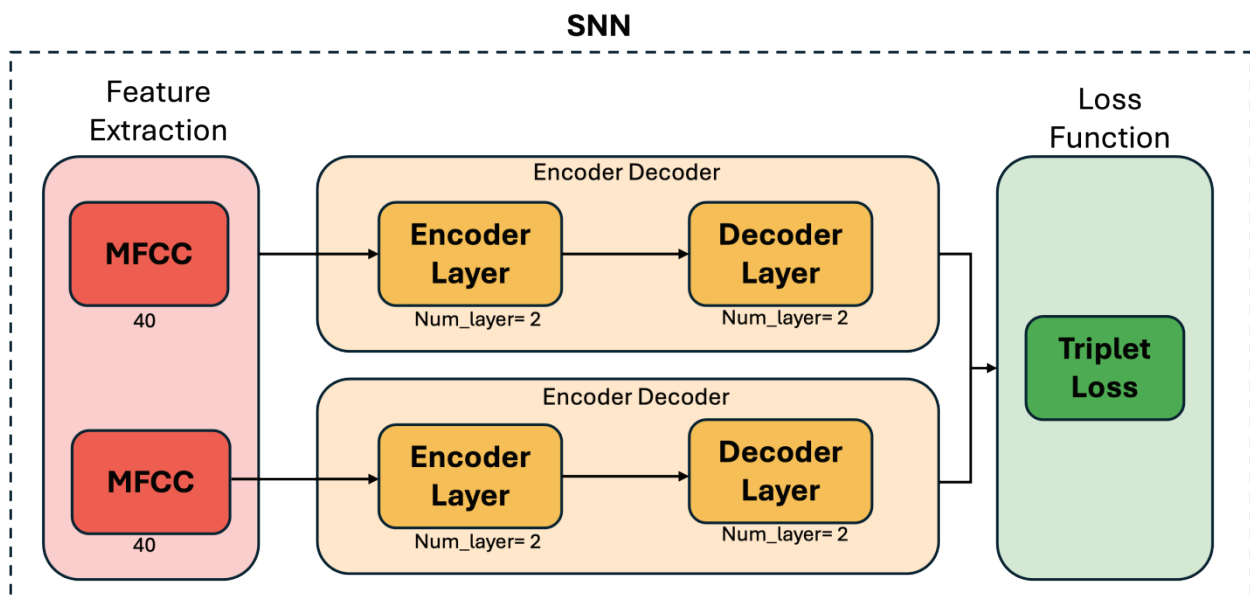 SNN
Feature
Extraction
Loss
Function
Encoder Decoder
MFCC
40
Encoder
Layer
Num_layer= 2
Decoder
Layer
Num_layer= 2
Triplet
Loss
Encoder Decoder
MFCC
40
Encoder
Layer
Num_layer= 2
Decoder
Layer
Num_layer= 2